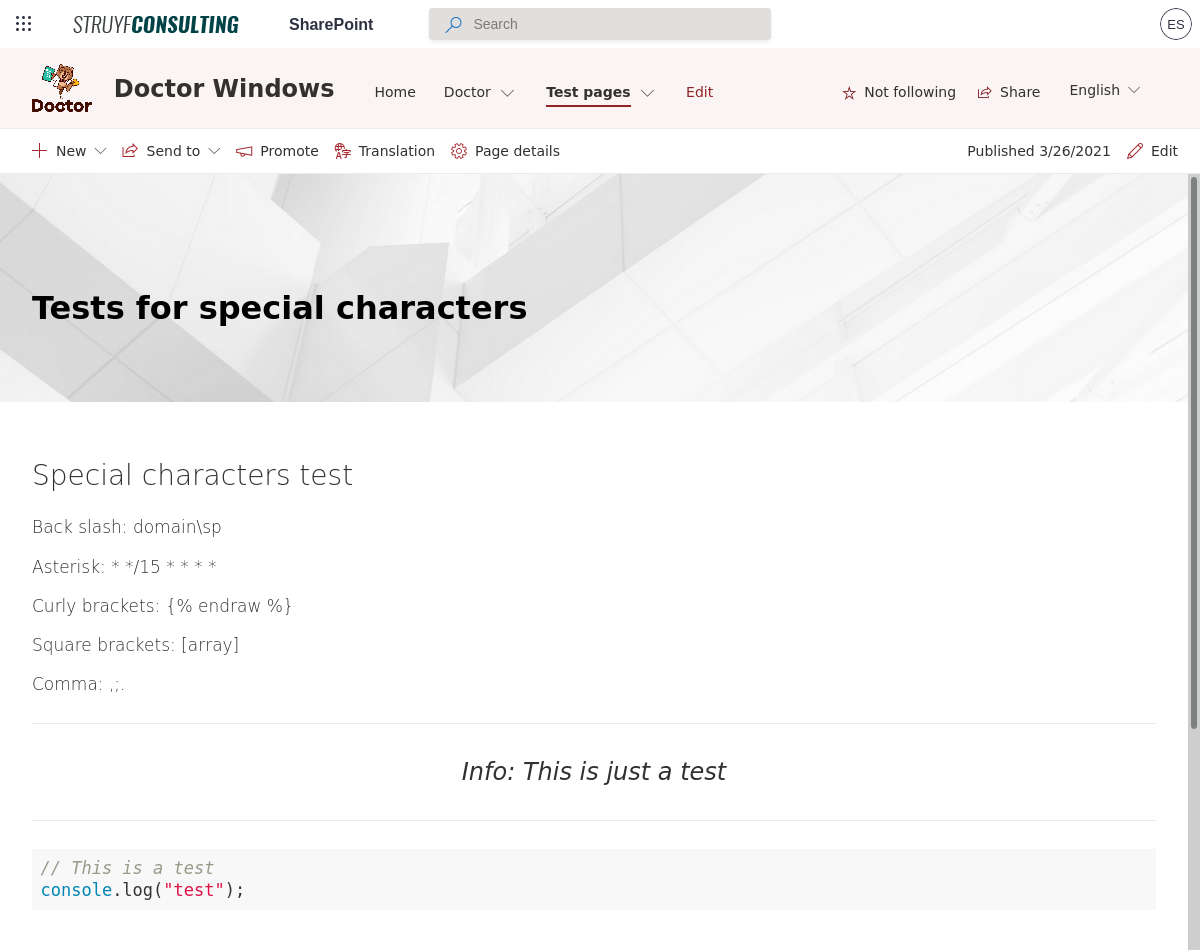 STRUYFCONSULTING SharePoint Search ES
Doctor Doctor Windows Home Doctor Test pages Edit Not following Share English
New Send to Promote Translation Page details Published 3/26/2021 Edit
Tests for special characters
Special characters test
Back slash: domain\sp
Asterisk: * */15 * * * *
Curly brackets: {% endraw %}
Square brackets: [array]
Comma: ,;.
Info: This is just a test
// This is a test
console.log("test");